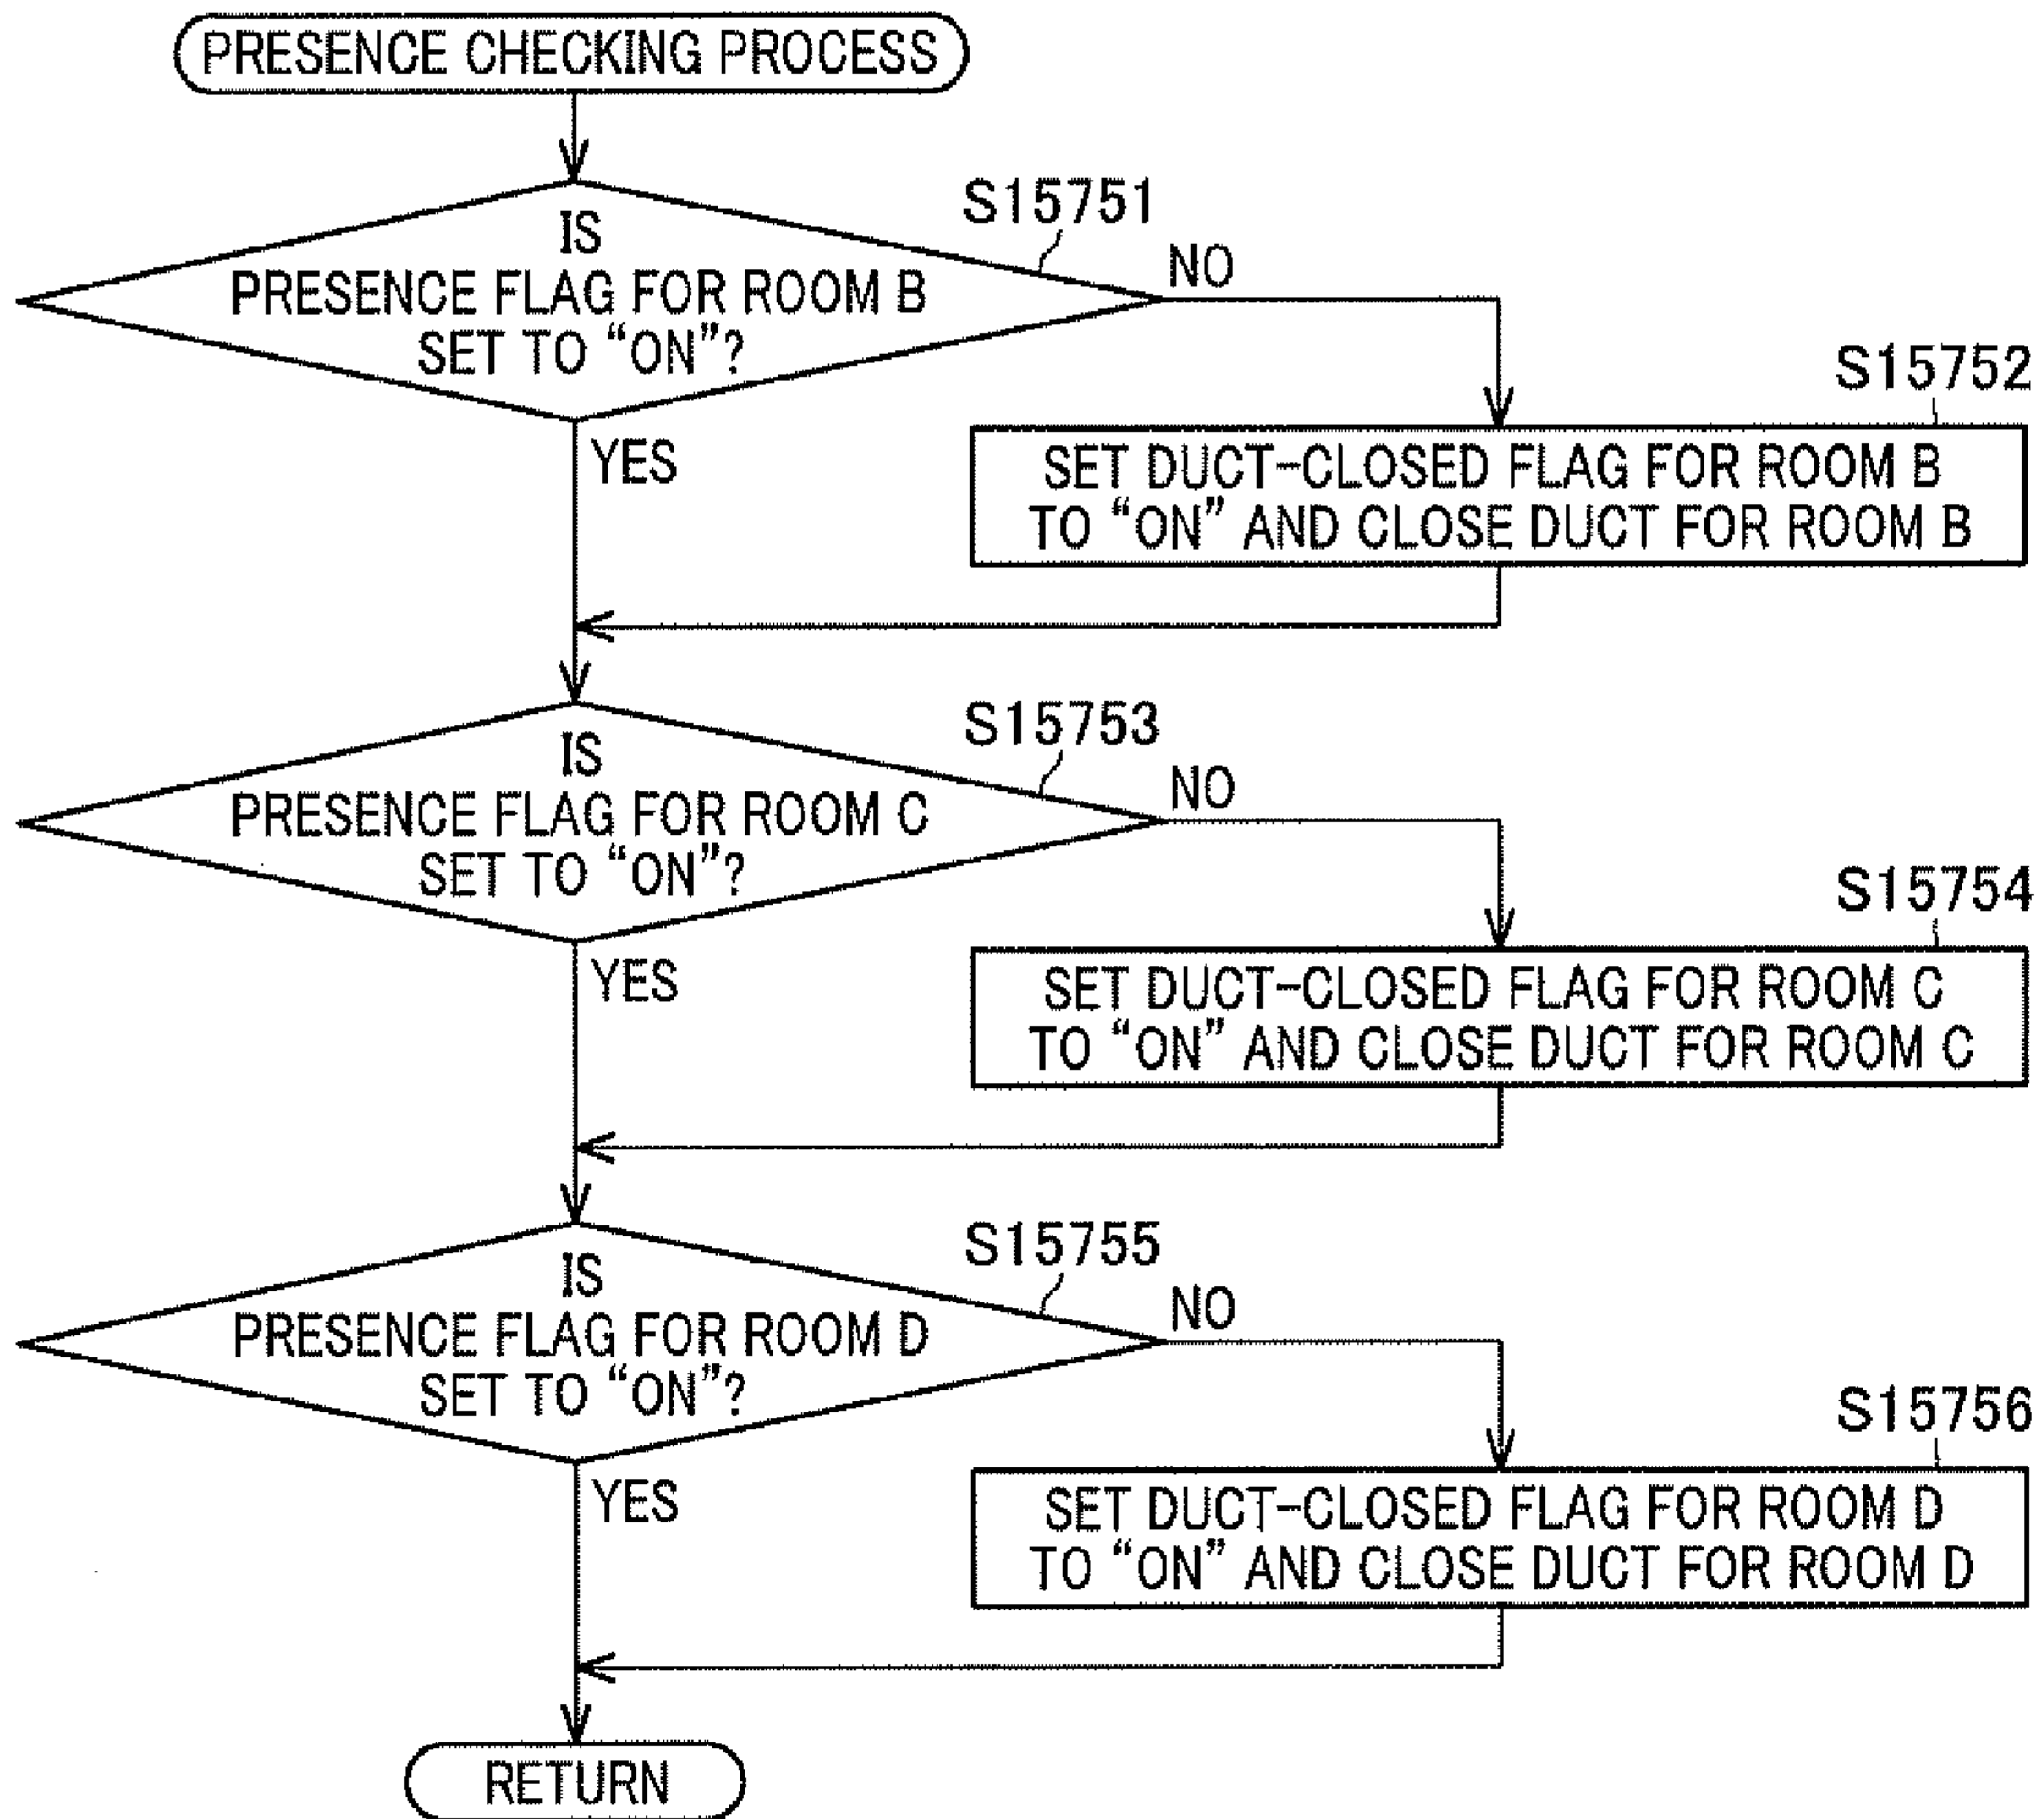 PRESENCE CHECKING PROCESS
S15751
IS
PRESENCE FLAG FOR ROOM B
SET TO “ON”?
NO
YES
S15752
SET DUCT-CLOSED FLAG FOR ROOM B
TO “ON” AND CLOSE DUCT FOR ROOM B
S15753
IS
PRESENCE FLAG FOR ROOM C
SET TO “ON”?
NO
YES
S15754
SET DUCT-CLOSED FLAG FOR ROOM C
TO “ON” AND CLOSE DUCT FOR ROOM C
S15755
IS
PRESENCE FLAG FOR ROOM D
SET TO “ON”?
NO
YES
S15756
SET DUCT-CLOSED FLAG FOR ROOM D
TO “ON” AND CLOSE DUCT FOR ROOM D
RETURN